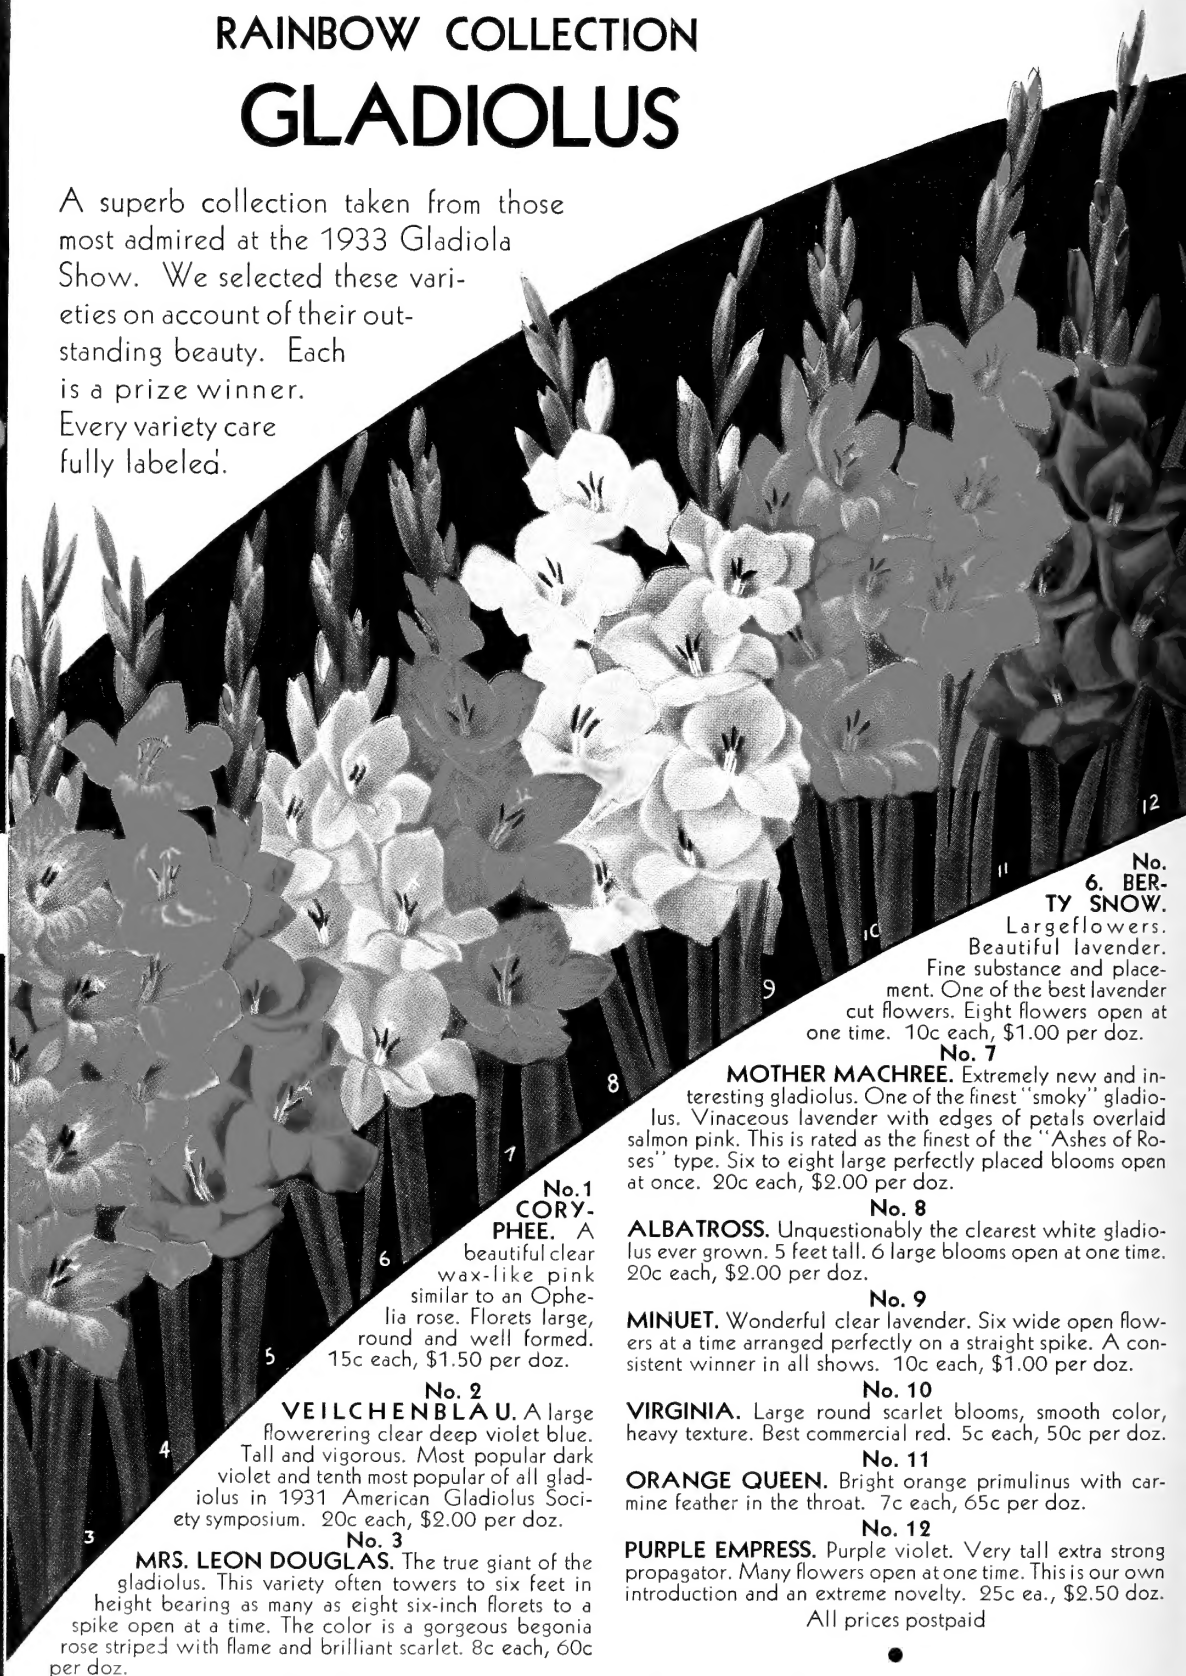 RAINBOW COLLECTION
GLADIOLUS
A superb collection taken from those
most admired at the 1933 Gladiola
Show. We selected these vari-
eties on account of their out-
standing beauty. Each
is a prize winner.
Every variety care
fully labeled.
12
11
10
9
8
7
6
5
4
3
No.1
CORY-
PHEE. A
beautiful clear
wax-like pink
similar to an Ophe-
lia rose. Florets large,
round and well formed.
15c each, $1.50 per doz.
No. 2
VEILCHENBLAU. A large
flowerering clear deep violet blue.
Tall and vigorous. Most popular dark
violet and tenth most popular of all glad-
iolus in 1931 American Gladiolus Soci-
ety symposium. 20c each, $2.00 per doz.
No. 3
MRS. LEON DOUGLAS. The true giant of the
gladiolus. This variety often towers to six feet in
height bearing as many as eight six-inch florets to a
spike open at a time. The color is a gorgeous begonia
rose striped with flame and brilliant scarlet. 8c each, 60c
per doz.
No.
6. BER-
TY SNOW.
Largeflowers.
Beautiful lavender.
Fine substance and place-
ment. One of the best lavender
cut flowers. Eight flowers open at
one time. 10c each, $1.00 per doz.
No. 7
MOTHER MACHREE. Extremely new and in-
teresting gladiolus. One of the finest "smoky" gladio-
lus. Vinaceous lavender with edges of petals overlaid
salmon pink. This is rated as the finest of the "Ashes of Ro-
ses" type. Six to eight large perfectly placed blooms open
at once. 20c each, $2.00 per doz.
No. 8
ALBATROSS. Unquestionably the clearest white gladio-
lus ever grown. 5 feet tall. 6 large blooms open at one time.
20c each, $2.00 per doz.
No. 9
MINUET. Wonderful clear lavender. Six wide open flow-
ers at a time arranged perfectly on a straight spike. A con-
sistent winner in all shows. 10c each, $1.00 per doz.
No. 10
VIRGINIA. Large round scarlet blooms, smooth color,
heavy texture. Best commercial red. 5c each, 50c per doz.
No. 11
ORANGE QUEEN. Bright orange primulinus with car-
mine feather in the throat. 7c each, 65c per doz.
No. 12
PURPLE EMPRESS. Purple violet. Very tall extra strong
propagator. Many flowers open at one time. This is our own
introduction and an extreme novelty. 25c ea., $2.50 doz.
All prices postpaid